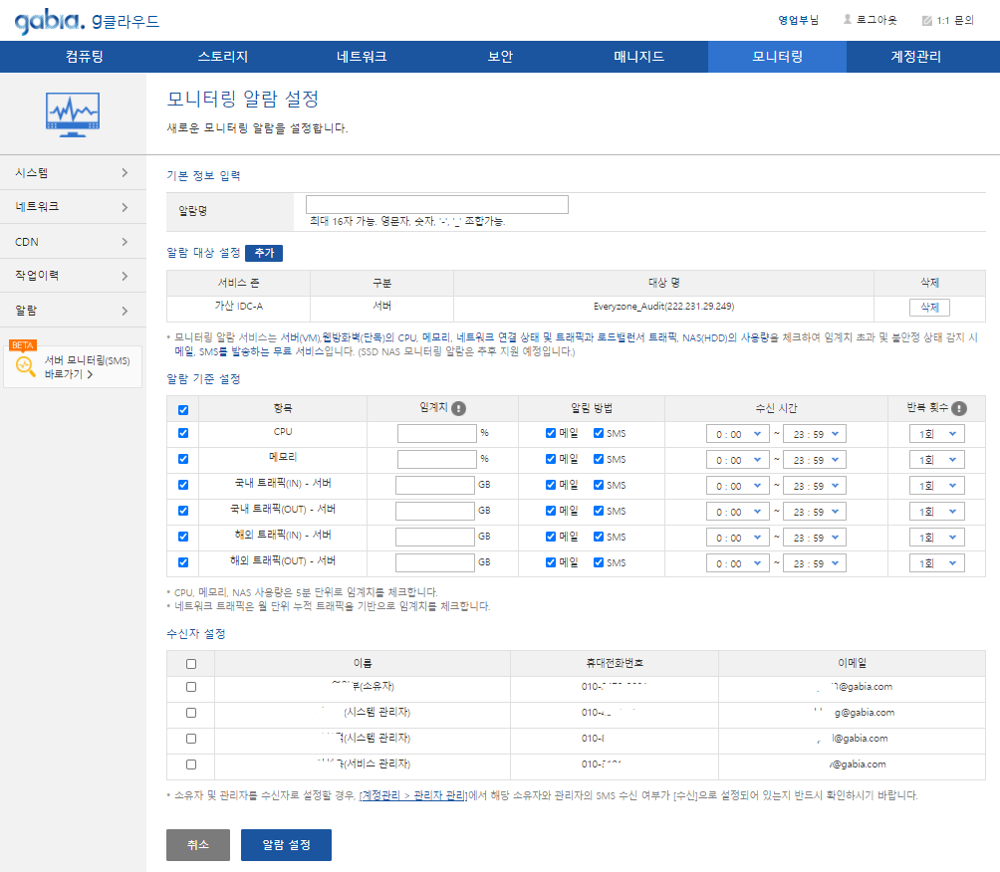 gabia. g클라우드
영업부님 로그아웃 1:1 문의
컴퓨팅 스토리지 네트워크 보안 매니지드 모니터링 계정관리
모니터링 알람 설정
새로운 모니터링 알람을 설정합니다.
시스템
네트워크
CDN
작업이력
알람
BETA
서버 모니터링(SMS)
바로가기
기본 정보 입력
알람명
최대 16자 가능. 영문자, 숫자, '-', '_' 조합가능.
알람 대상 설정 추가
서비스 존 구분 대상 명 삭제
가산 IDC-A 서버 Everyzone_Audit(222.231.29.249) 삭제
* 모니터링 알람 서비스는 서버(VM),웹방화벽(단독)의 CPU, 메모리, 네트워크 연결 상태 및 트래픽과 로드밸런서 트래픽, NAS(HDD)의 사용량을 체크하여 임계치 초과 및 불안정 상태 감지 시
메일, SMS를 발송하는 무료 서비스입니다. (SSD NAS 모니터링 알람은 추후 지원 예정입니다.)
알람 기준 설정
항목 임계치 ! 알림 방법 수신 시간 반복 횟수 !
CPU % 메일 SMS 0 : 00 ~ 23 : 59 1회
메모리 % 메일 SMS 0 : 00 ~ 23 : 59 1회
국내 트래픽(IN) - 서버 GB 메일 SMS 0 : 00 ~ 23 : 59 1회
국내 트래픽(OUT) - 서버 GB 메일 SMS 0 : 00 ~ 23 : 59 1회
해외 트래픽(IN) - 서버 GB 메일 SMS 0 : 00 ~ 23 : 59 1회
해외 트래픽(OUT) - 서버 GB 메일 SMS 0 : 00 ~ 23 : 59 1회
* CPU, 메모리, NAS 사용량은 5분 단위로 임계치를 체크합니다.
* 네트워크 트래픽은 월 단위 누적 트래픽을 기반으로 임계치를 체크합니다.
수신자 설정
이름 휴대전화번호 이메일
(소유자) 010- @gabia.com
(시스템 관리자) 010- g@gabia.com
(시스템 관리자) 010- @gabia.com
(서비스 관리자) 010- @gabia.com
* 소유자 및 관리자를 수신자로 설정할 경우, [계정관리 > 관리자 관리]에서 해당 소유자와 관리자의 SMS 수신 여부가 [수신]으로 설정되어 있는지 반드시 확인하시기 바랍니다.
취소 알람 설정